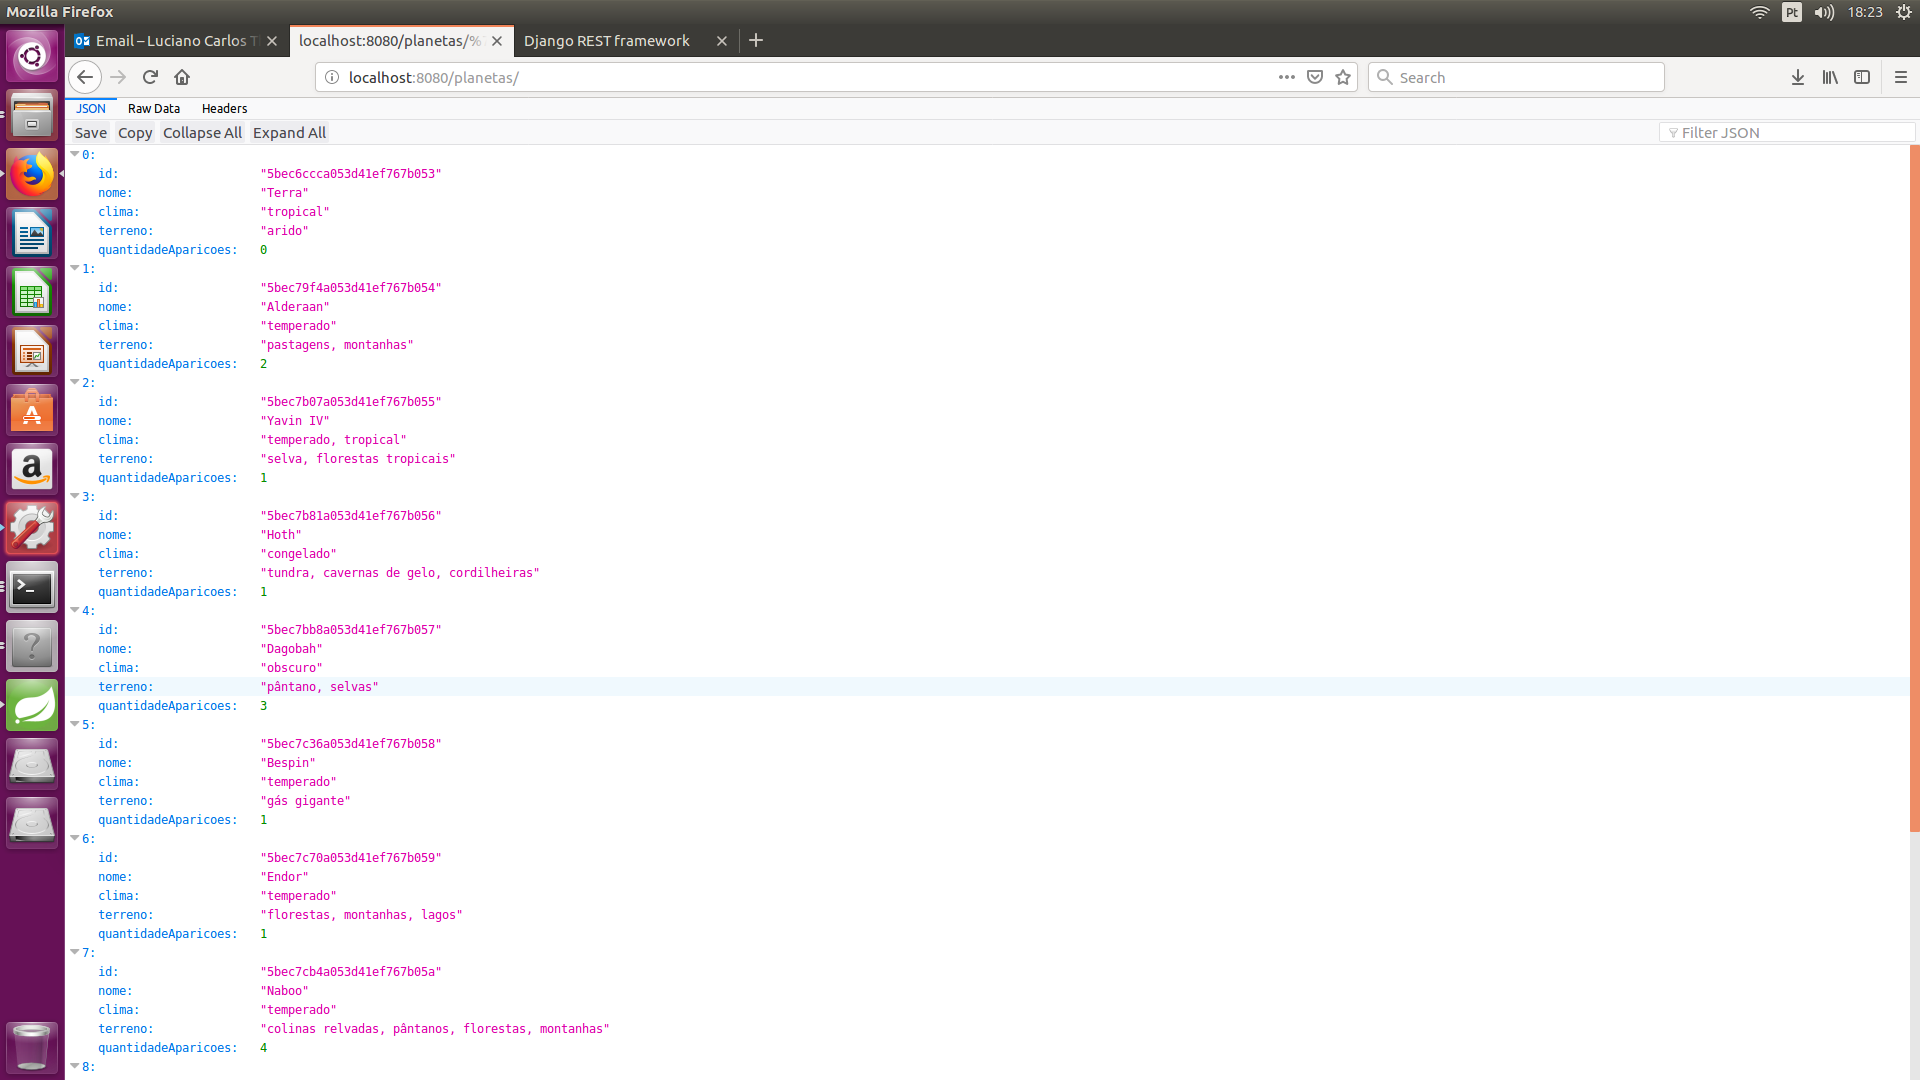 Mozilla Firefox
Pt
18:23
Email – Luciano Carlos T
localhost:8080/planetas/%
Django REST framework
localhost:8080/planetas/
Search
JSON
Raw Data
Headers
Save
Copy
Collapse All
Expand All
Filter JSON
0:
id: "5bec6ccca053d41ef767b053"
nome: "Terra"
clima: "tropical"
terreno: "arido"
quantidadeAparicoes: 0
1:
id: "5bec79f4a053d41ef767b054"
nome: "Alderaan"
clima: "temperado"
terreno: "pastagens, montanhas"
quantidadeAparicoes: 2
2:
id: "5bec7b07a053d41ef767b055"
nome: "Yavin IV"
clima: "temperado, tropical"
terreno: "selva, florestas tropicais"
quantidadeAparicoes: 1
3:
id: "5bec7b81a053d41ef767b056"
nome: "Hoth"
clima: "congelado"
terreno: "tundra, cavernas de gelo, cordilheiras"
quantidadeAparicoes: 1
4:
id: "5bec7bb8a053d41ef767b057"
nome: "Dagobah"
clima: "obscuro"
terreno: "pântano, selvas"
quantidadeAparicoes: 3
5:
id: "5bec7c36a053d41ef767b058"
nome: "Bespin"
clima: "temperado"
terreno: "gás gigante"
quantidadeAparicoes: 1
6:
id: "5bec7c70a053d41ef767b059"
nome: "Endor"
clima: "temperado"
terreno: "florestas, montanhas, lagos"
quantidadeAparicoes: 1
7:
id: "5bec7cb4a053d41ef767b05a"
nome: "Naboo"
clima: "temperado"
terreno: "colinas relvadas, pântanos, florestas, montanhas"
quantidadeAparicoes: 4
8: